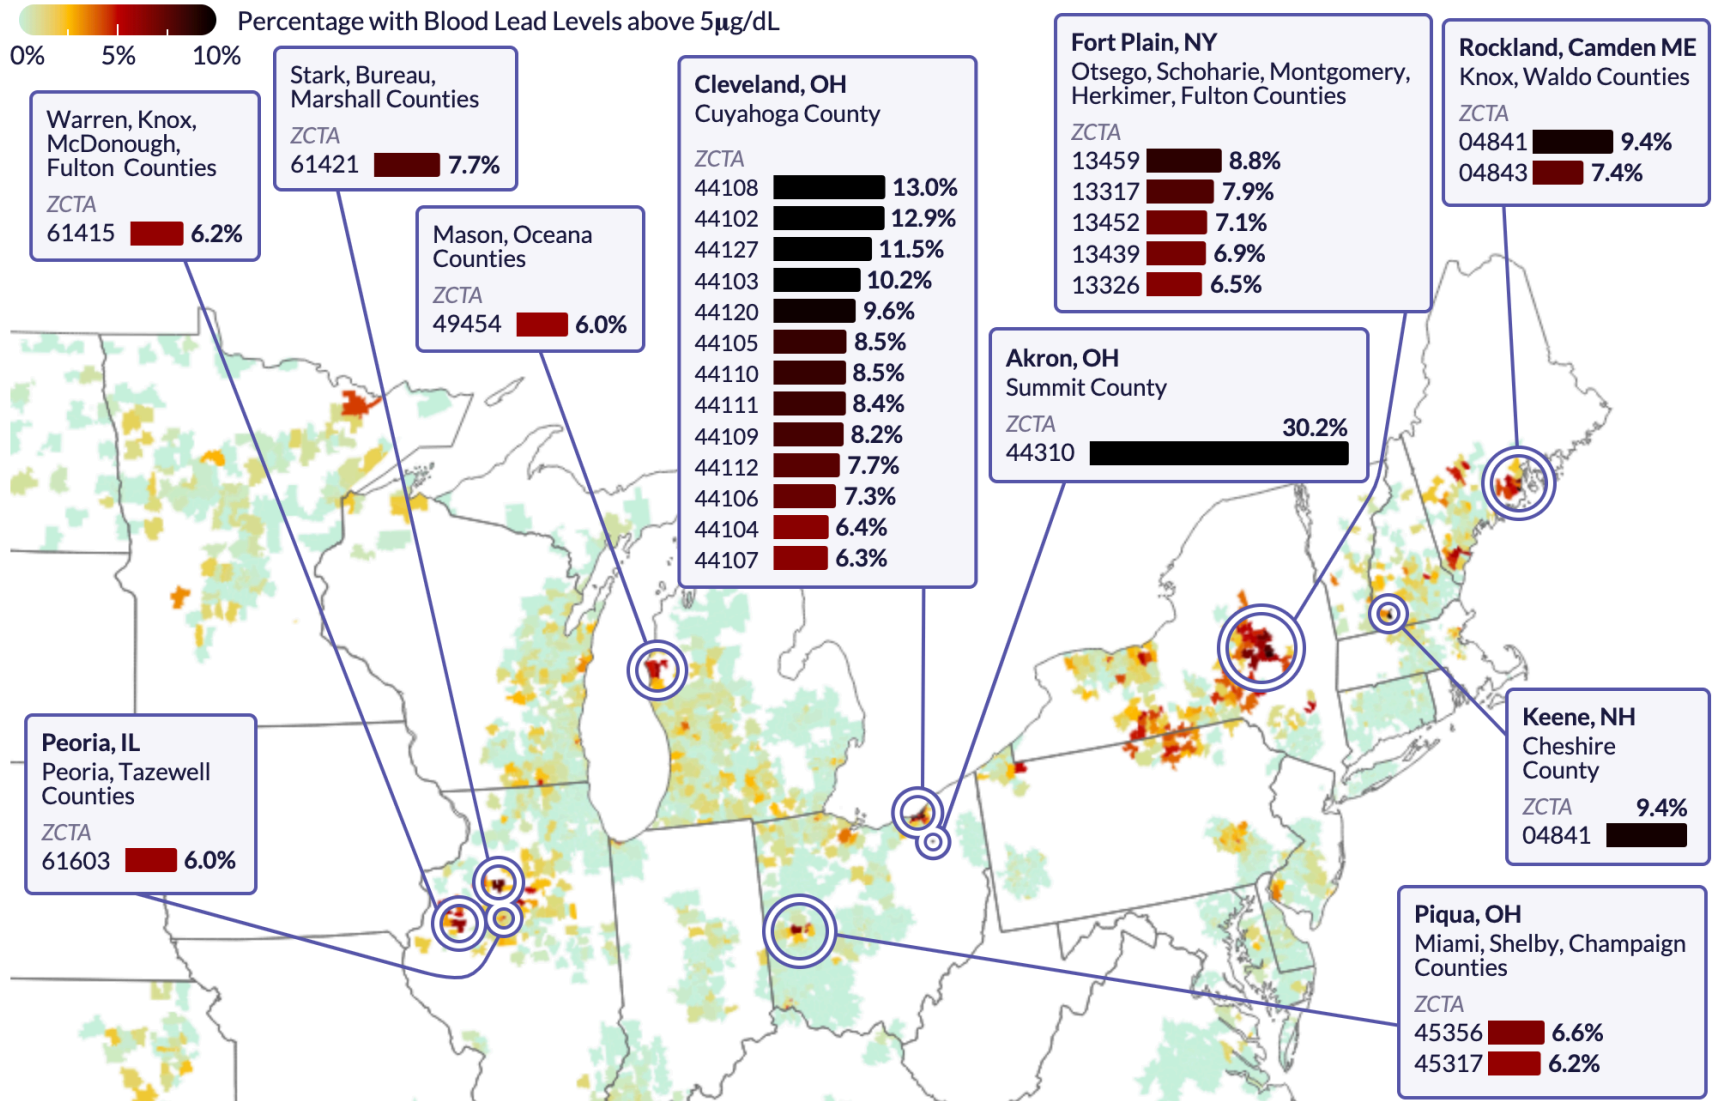 Percentage with Blood Lead Levels above 5µg/dL
0% 5% 10%
Warren, Knox,
McDonough,
Fulton Counties
ZCTA
61415 6.2%
Stark, Bureau,
Marshall Counties
ZCTA
61421 7.7%
Mason, Oceana
Counties
ZCTA
49454 6.0%
Cleveland, OH
Cuyahoga County
ZCTA
44108 13.0%
44102 12.9%
44127 11.5%
44103 10.2%
44120 9.6%
44105 8.5%
44110 8.5%
44111 8.4%
44109 8.2%
44112 7.7%
44106 7.3%
44104 6.4%
44107 6.3%
Fort Plain, NY
Otsego, Schoharie, Montgomery,
Herkimer, Fulton Counties
ZCTA
13459 8.8%
13317 7.9%
13452 7.1%
13439 6.9%
13326 6.5%
Rockland, Camden ME
Knox, Waldo Counties
ZCTA
04841 9.4%
04843 7.4%
Akron, OH
Summit County
ZCTA
30.2%
44310
Peoria, IL
Peoria, Tazewell
Counties
ZCTA
61603 6.0%
Keene, NH
Cheshire
County
ZCTA 9.4%
04841
Piqua, OH
Miami, Shelby, Champaign
Counties
ZCTA
45356 6.6%
45317 6.2%